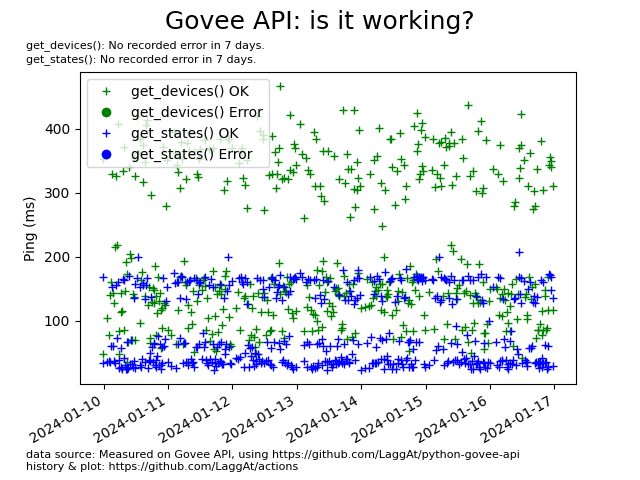 Govee API: is it working?
get_devices(): No recorded error in 7 days.
get_states(): No recorded error in 7 days.
get_devices() OK
get_devices() Error
get_states() OK
get_states() Error
400
300
200
100
Ping (ms)
2024-01-10
2024-01-11
2024-01-12
2024-01-13
2024-01-14
2024-01-15
2024-01-16
2024-01-17
data source: Measured on Govee API, using https://github.com/LaggAt/python-govee-api
history & plot: https://github.com/LaggAt/actions